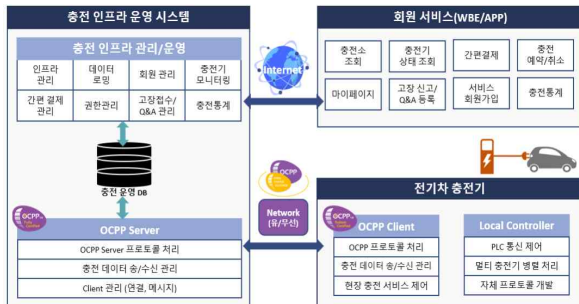 충전 인프라 운영 시스템
충전 인프라 관리/운영
인프라
관리
데이터
로밍
회원 관리
충전기
모니터링
간편 결제
관리
권한관리
고장접수/
Q&A 관리
충전통계
충전 운영 DB
OCPP
OCPP Server
OCPP Server 프로토콜 처리
충전 데이터 송/수신 관리
Client 관리 (연결, 메시지)
Internet
OCPP
Network
(유/무선)
회원 서비스(WBE/APP)
충전소
조회
충전기
상태 조회
간편결제
충전
예약/취소
마이페이지
고장 신고/
Q&A 등록
서비스
회원가입
충전통계
전기차 충전기
OCPP
OCPP Client
OCPP 프로토콜 처리
충전 데이터 송/수신 관리
현장 충전 서비스 제어
Local Controller
PLC 통신 제어
멀티 충전기 병렬 처리
자체 프로토콜 개발